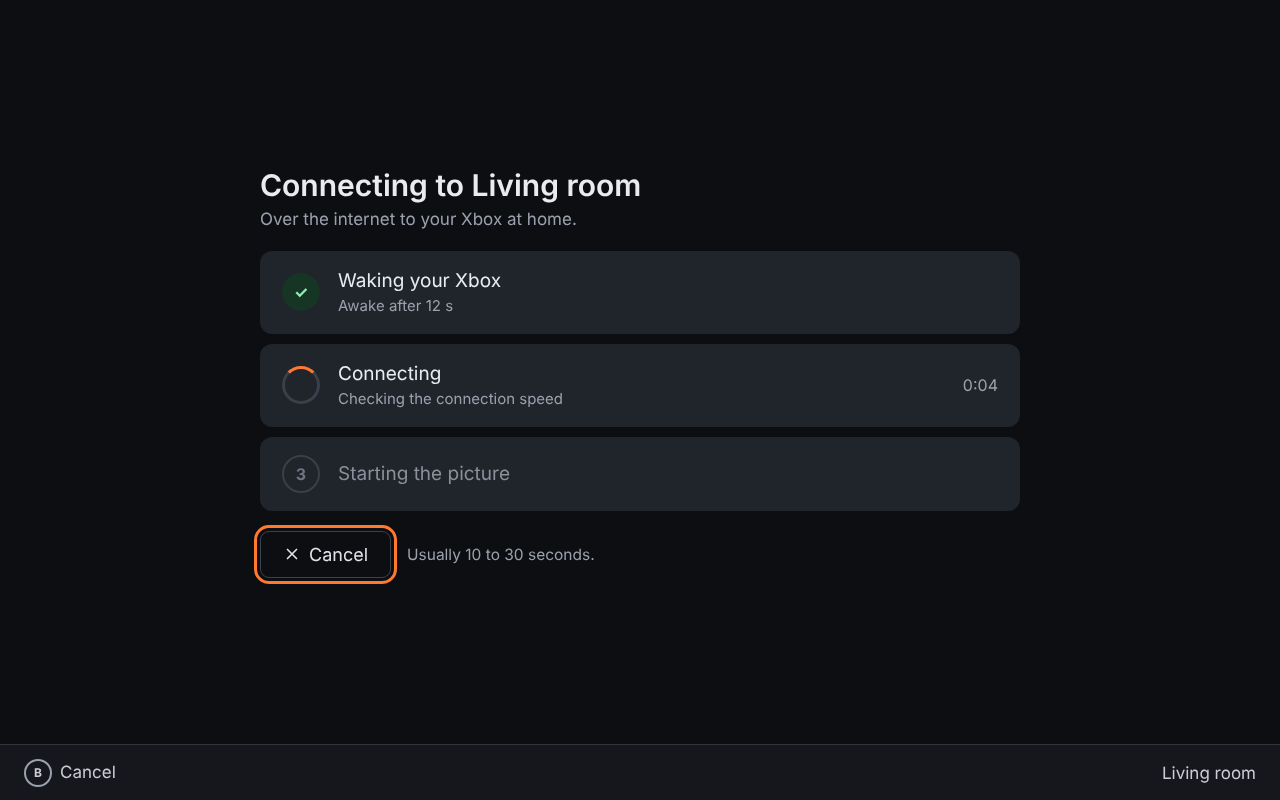 Connecting to Living room
Over the internet to your Xbox at home.
Waking your Xbox
Awake after 12 s
Connecting
Checking the connection speed
0:04
3
Starting the picture
Cancel
Usually 10 to 30 seconds.
B Cancel
Living room